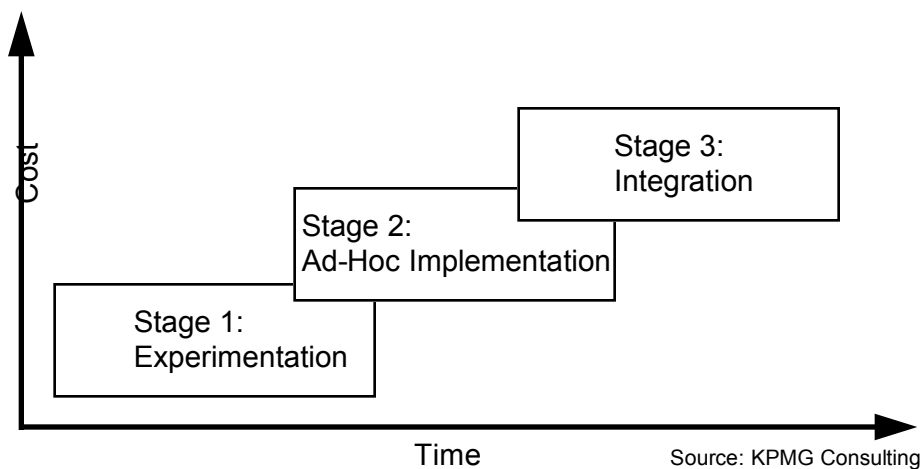 Cost
Stage 3:
Integration
Stage 2:
Ad-Hoc Implementation
Stage 1:
Experimentation
Time
Source: KPMG Consulting